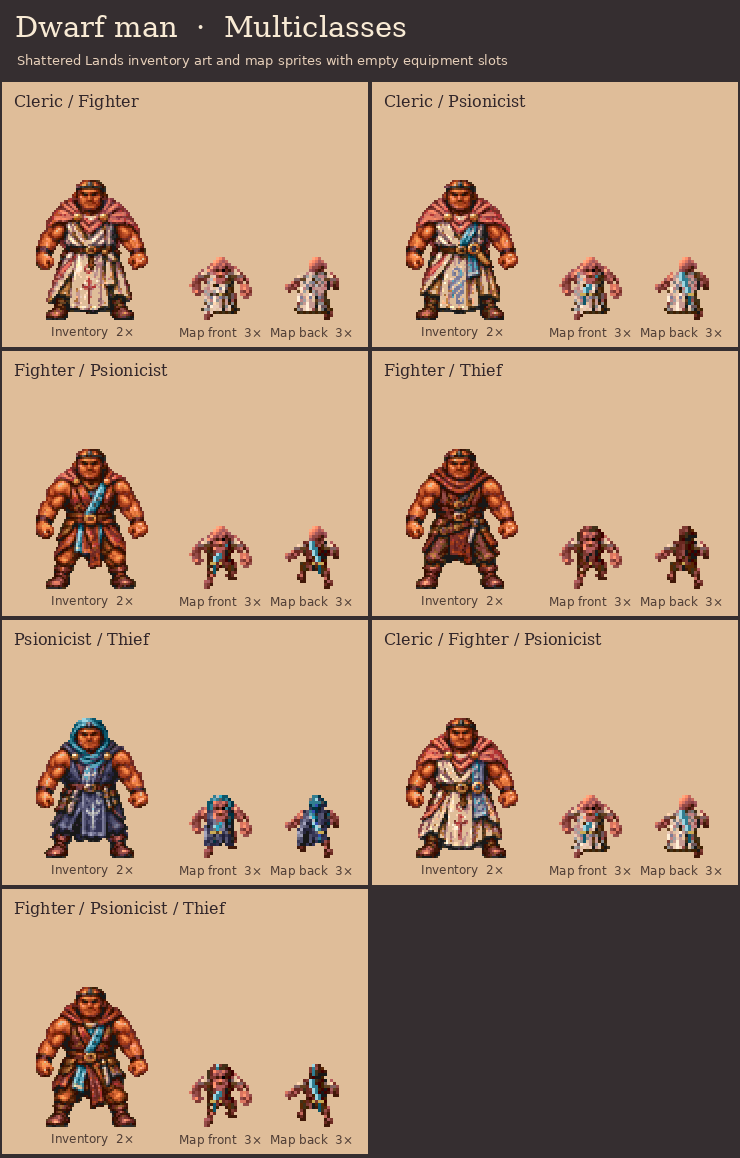 Dwarf man · Multiclasses
Shattered Lands inventory art and map sprites with empty equipment slots
Cleric / Fighter
Inventory 2×
Map front 3×
Map back 3×
Cleric / Psionicist
Inventory 2×
Map front 3×
Map back 3×
Fighter / Psionicist
Inventory 2×
Map front 3×
Map back 3×
Fighter / Thief
Inventory 2×
Map front 3×
Map back 3×
Psionicist / Thief
Inventory 2×
Map front 3×
Map back 3×
Cleric / Fighter / Psionicist
Inventory 2×
Map front 3×
Map back 3×
Fighter / Psionicist / Thief
Inventory 2×
Map front 3×
Map back 3×